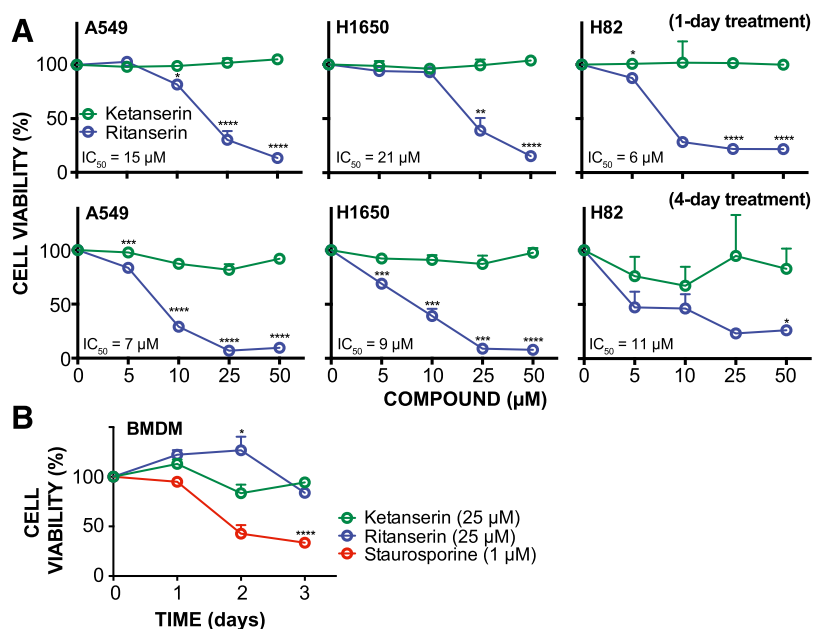 A
A549
H1650
H82
(1-day treatment)
CELL VIABILITY (%)
100
50
0
Ketanserin
Ritanserin
*
****
****
IC50 = 15 µM
**
****
IC50 = 21 µM
*
****
****
IC50 = 6 µM
(4-day treatment)
A549
H1650
H82
100
50
0
***
****
****
****
IC50 = 7 µM
***
***
***
****
IC50 = 9 µM
*
IC50 = 11 µM
0 5 10 25 50
0 5 10 25 50
0 5 10 25 50
COMPOUND (µM)
B
BMDM
CELL
VIABILITY (%)
100
50
0
*
****
0 1 2 3
TIME (days)
Ketanserin (25 µM)
Ritanserin (25 µM)
Staurosporine (1 µM)